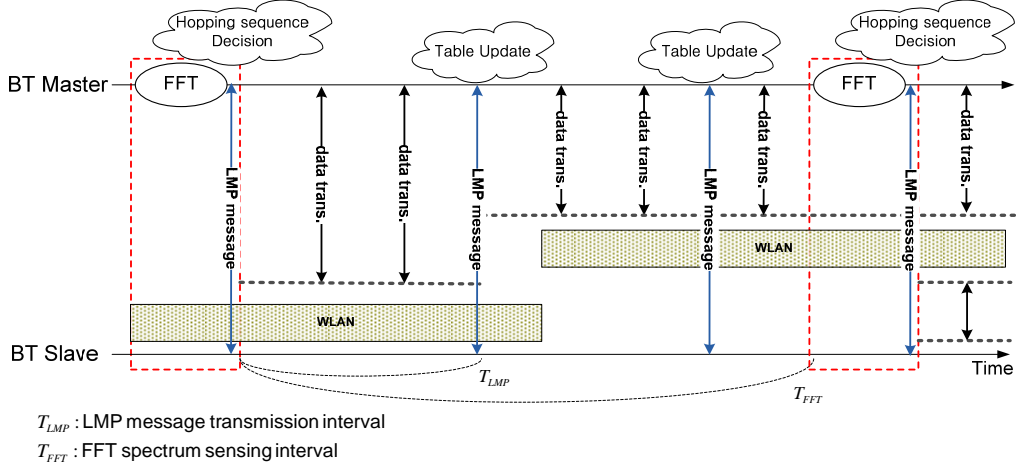 Hopping sequence
Decision
Table Update
Table Update
Hopping sequence
Decision
BT Master
FFT
FFT
LMP message
data trans.
data trans.
LMP message
data trans.
data trans.
LMP message
data trans.
LMP message
data trans.
WLAN
WLAN
BT Slave
Time
T_LMP
T_FFT
T_LMP : LMP message transmission interval
T_FFT : FFT spectrum sensing interval